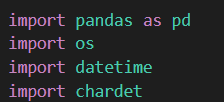 import pandas as pd
import os
import datetime
import chardet